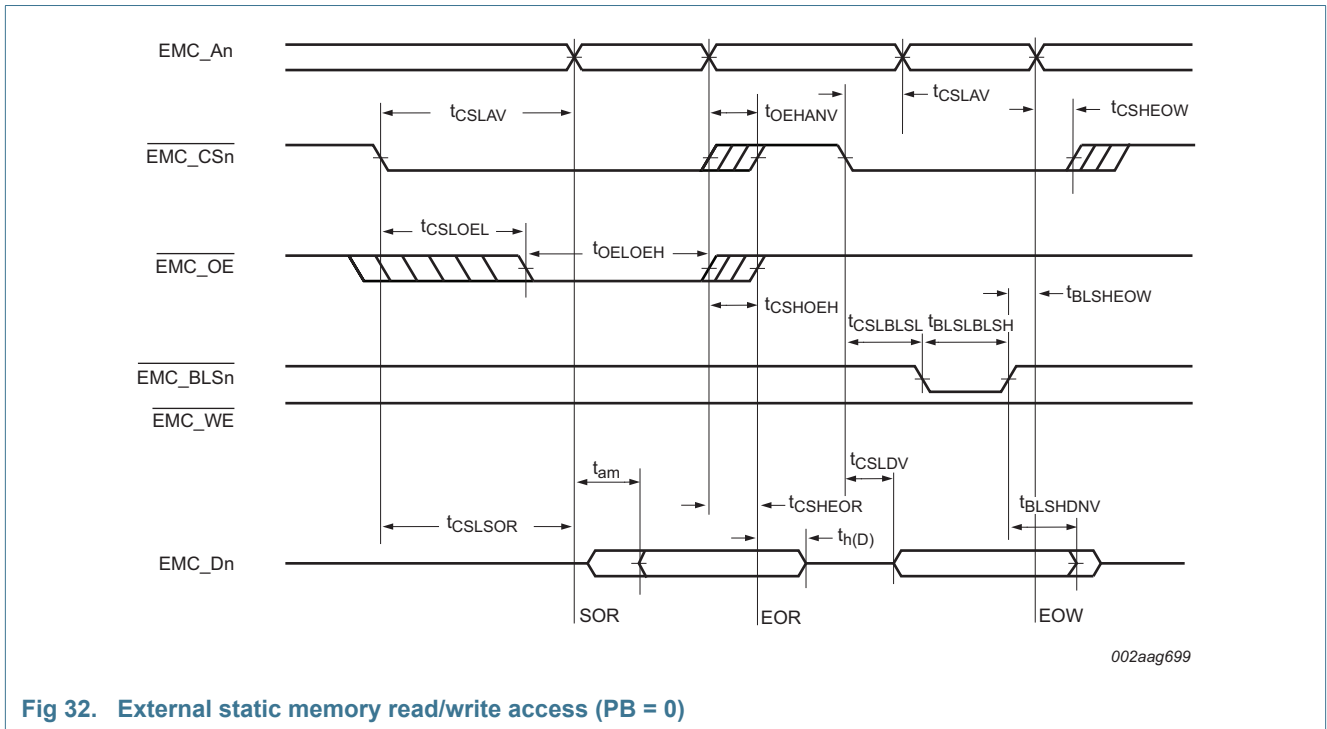 EMC_An
tCSLAV
tOEHANV
tCSLAV
tCSHEOW
EMC_CSn
tCSLOEL
tOELOEH
EMC_OE
tCSHOEH
tBLSHEOW
tCSLBLSL
tBLSLBLSH
EMC_BLSn
EMC_WE
tam
tCSLDV
tCSLSOR
tCSHEOR
tBLSHDNV
th(D)
EMC_Dn
SOR
EOR
EOW
002aag699
Fig 32. External static memory read/write access (PB = 0)